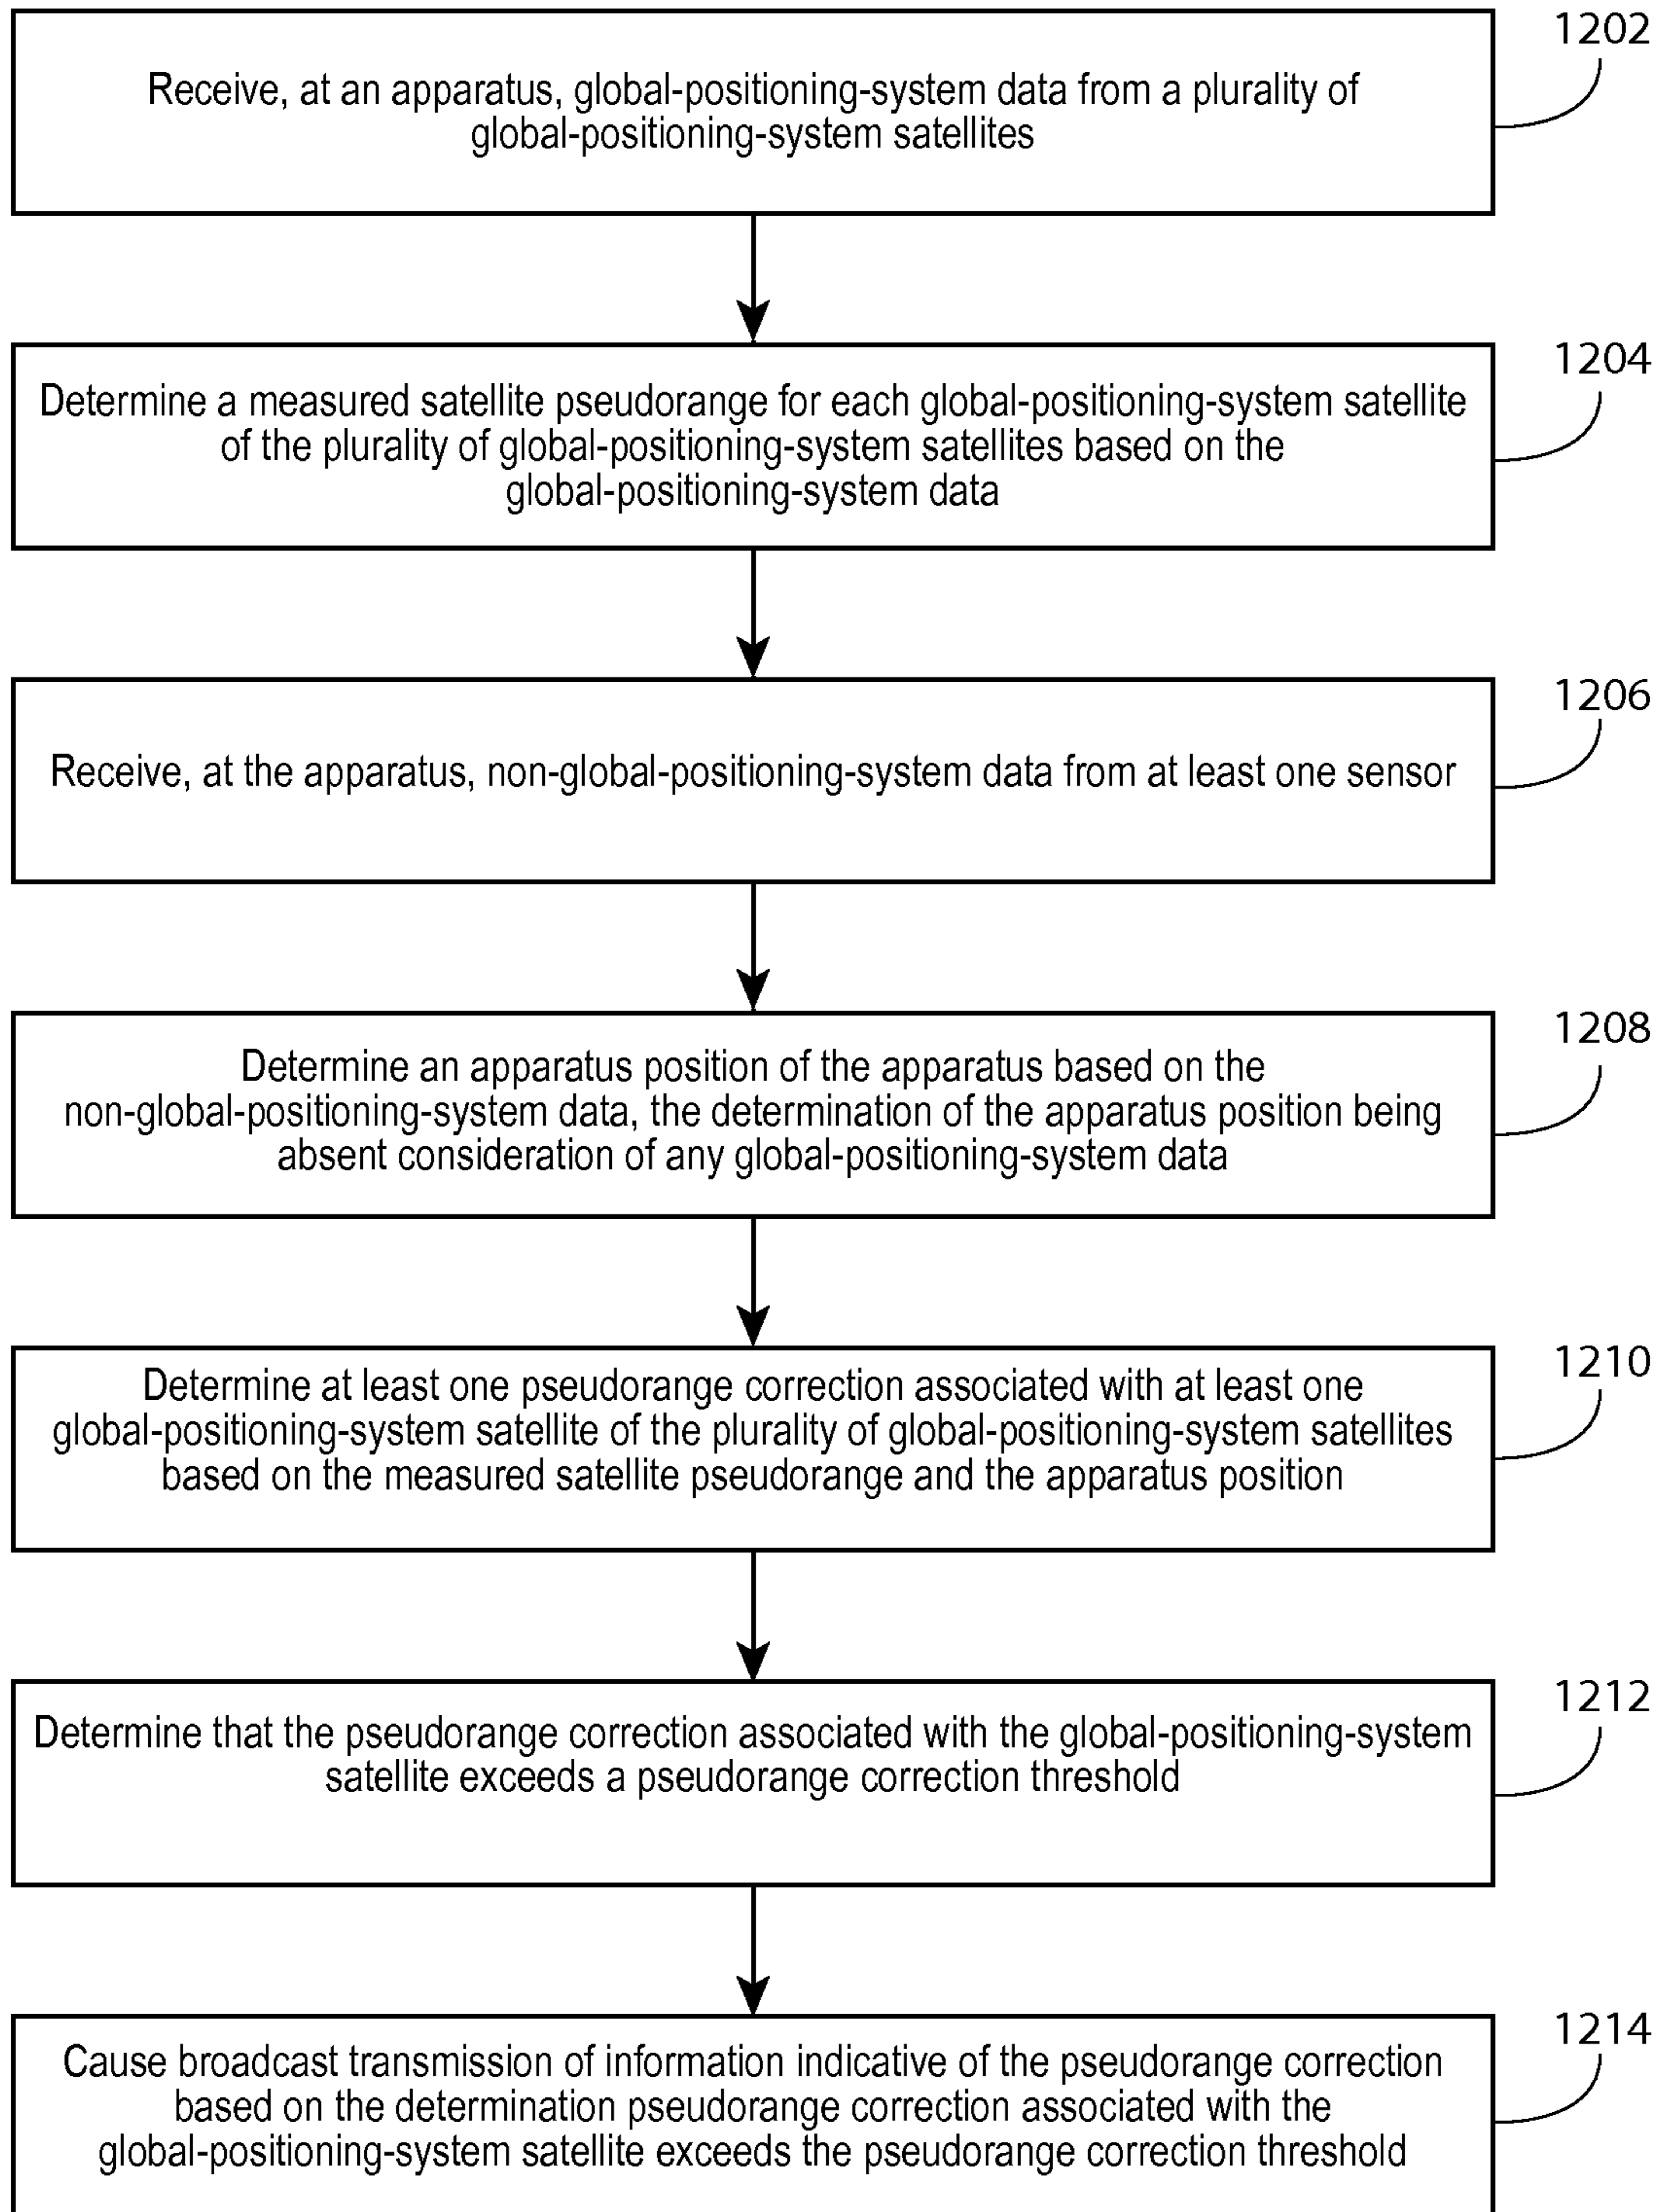 1202
Receive, at an apparatus, global-positioning-system data from a plurality of
global-positioning-system satellites
1204
Determine a measured satellite pseudorange for each global-positioning-system satellite
of the plurality of global-positioning-system satellites based on the
global-positioning-system data
1206
Receive, at the apparatus, non-global-positioning-system data from at least one sensor
1208
Determine an apparatus position of the apparatus based on the
non-global-positioning-system data, the determination of the apparatus position being
absent consideration of any global-positioning-system data
1210
Determine at least one pseudorange correction associated with at least one
global-positioning-system satellite of the plurality of global-positioning-system satellites
based on the measured satellite pseudorange and the apparatus position
1212
Determine that the pseudorange correction associated with the global-positioning-system
satellite exceeds a pseudorange correction threshold
1214
Cause broadcast transmission of information indicative of the pseudorange correction
based on the determination pseudorange correction associated with the
global-positioning-system satellite exceeds the pseudorange correction threshold